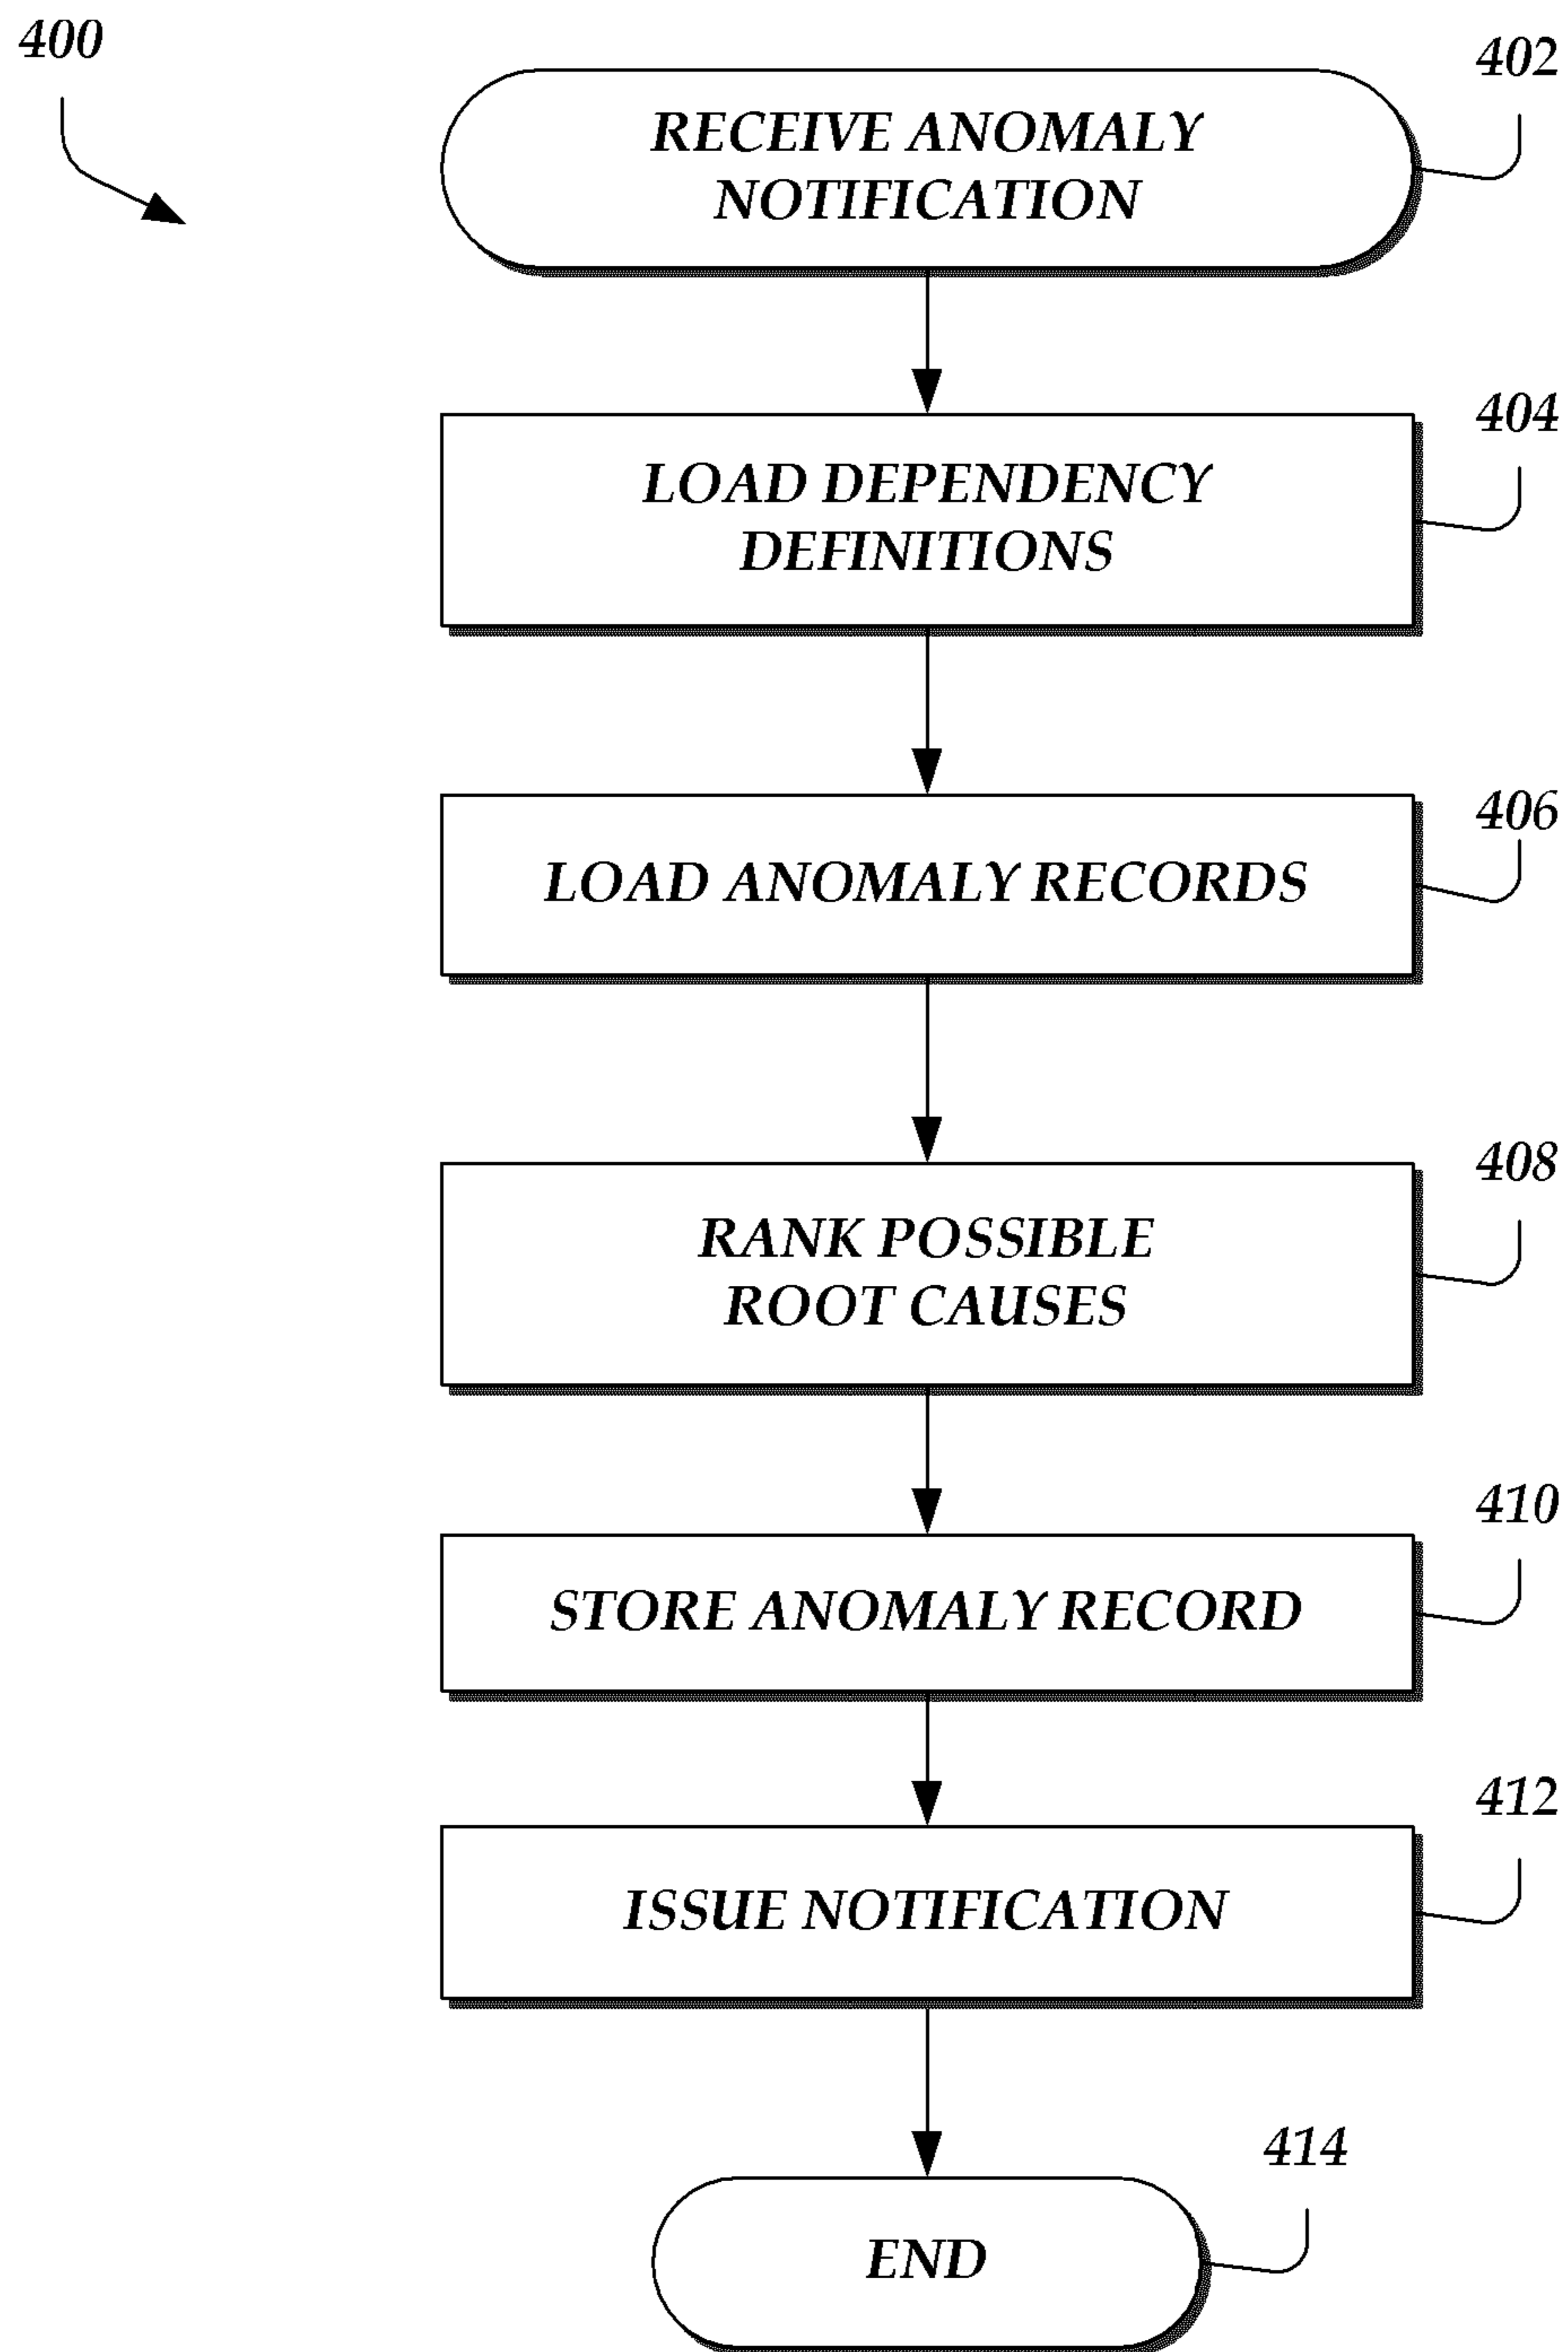 400
402
RECEIVE ANOMALY
NOTIFICATION
404
LOAD DEPENDENCY
DEFINITIONS
406
LOAD ANOMALY RECORDS
408
RANK POSSIBLE
ROOT CAUSES
410
STORE ANOMALY RECORD
412
ISSUE NOTIFICATION
414
END